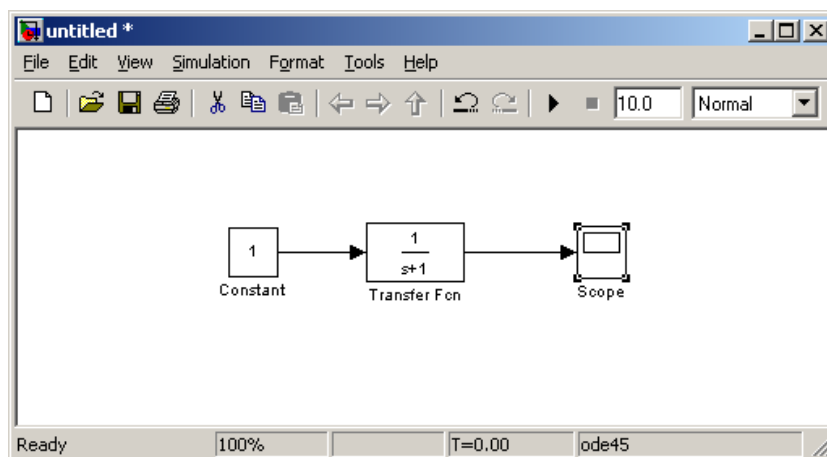 untitled *
File Edit View Simulation Format Tools Help
10.0 Normal
1
Constant
1
s+1
Transfer Fcn
Scope
Ready 100% T=0.00 ode45